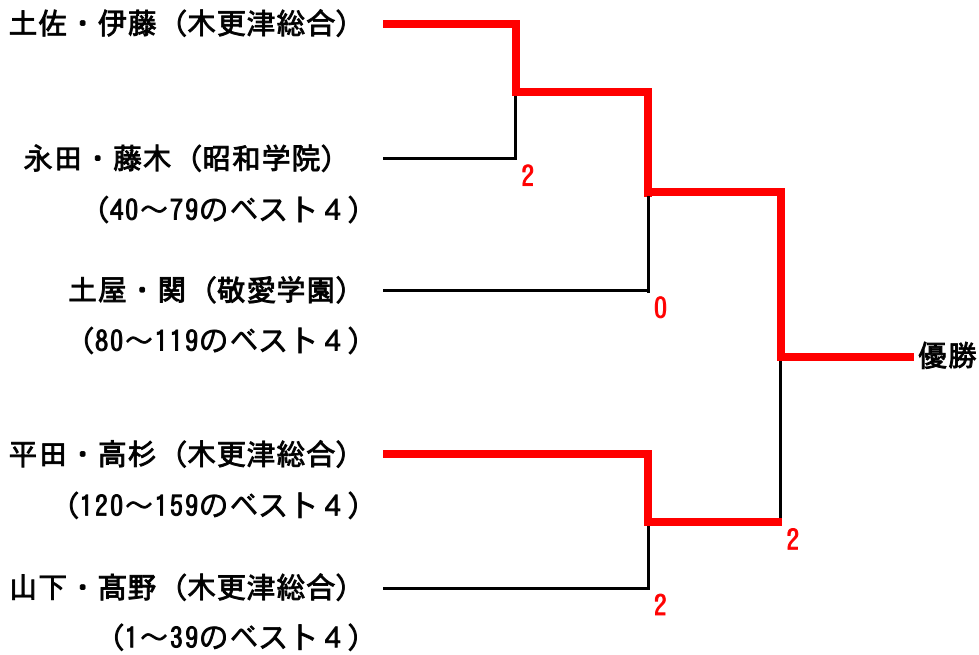 土佐・伊藤（木更津総合）
永田・藤木（昭和学院）
2
（40～79のベスト４）
土屋・関（敬愛学園）
0
（80～119のベスト４）
優勝
平田・高杉（木更津総合）
（120～159のベスト４）
2
山下・髙野（木更津総合）
2
（1～39のベスト４）